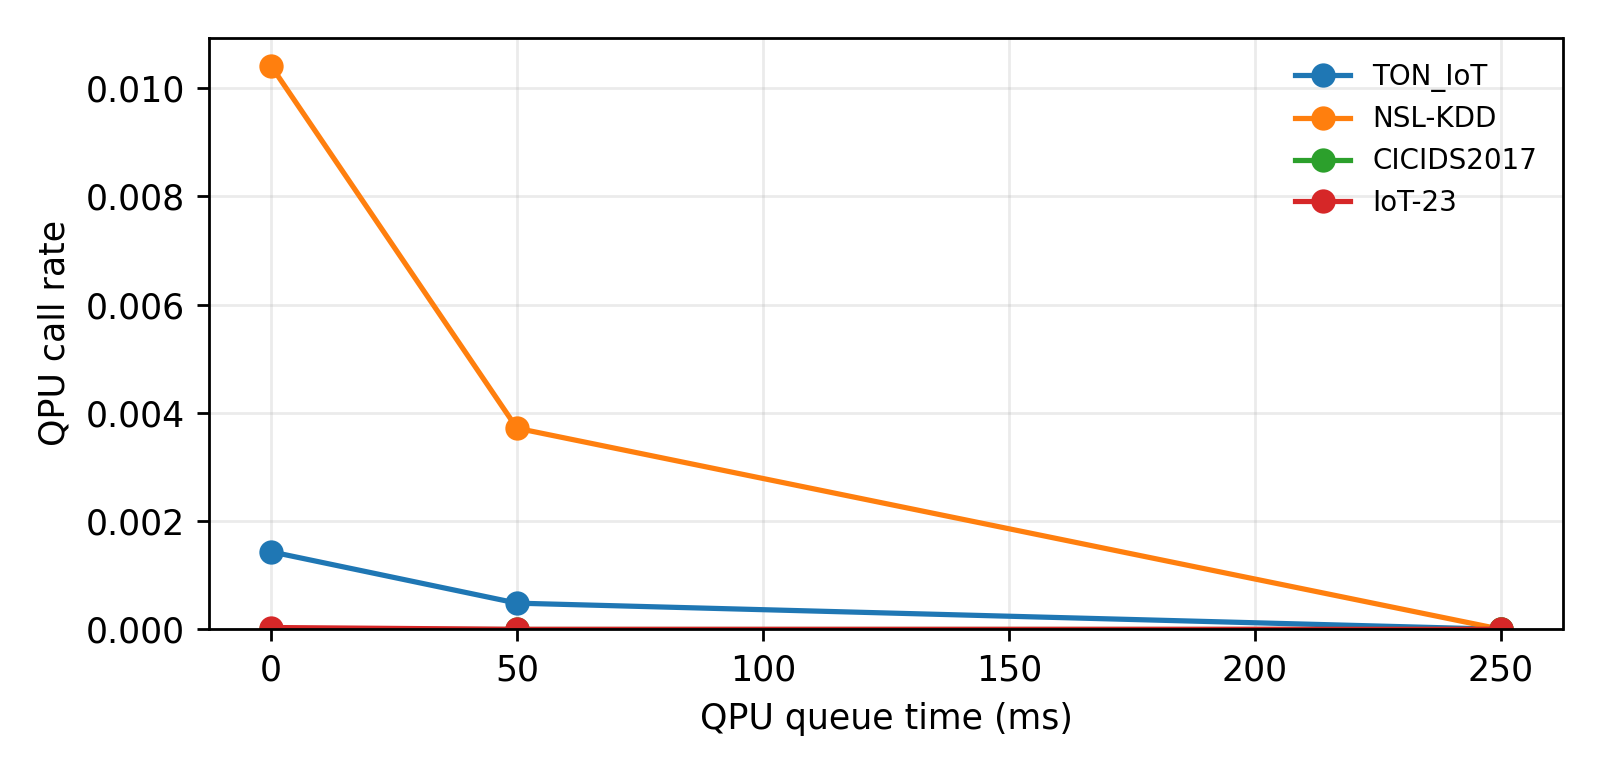 TON_IoT
NSL-KDD
CICIDS2017
IoT-23
QPU call rate
0.010
0.008
0.006
0.004
0.002
0.000
0 50 100 150 200 250
QPU queue time (ms)